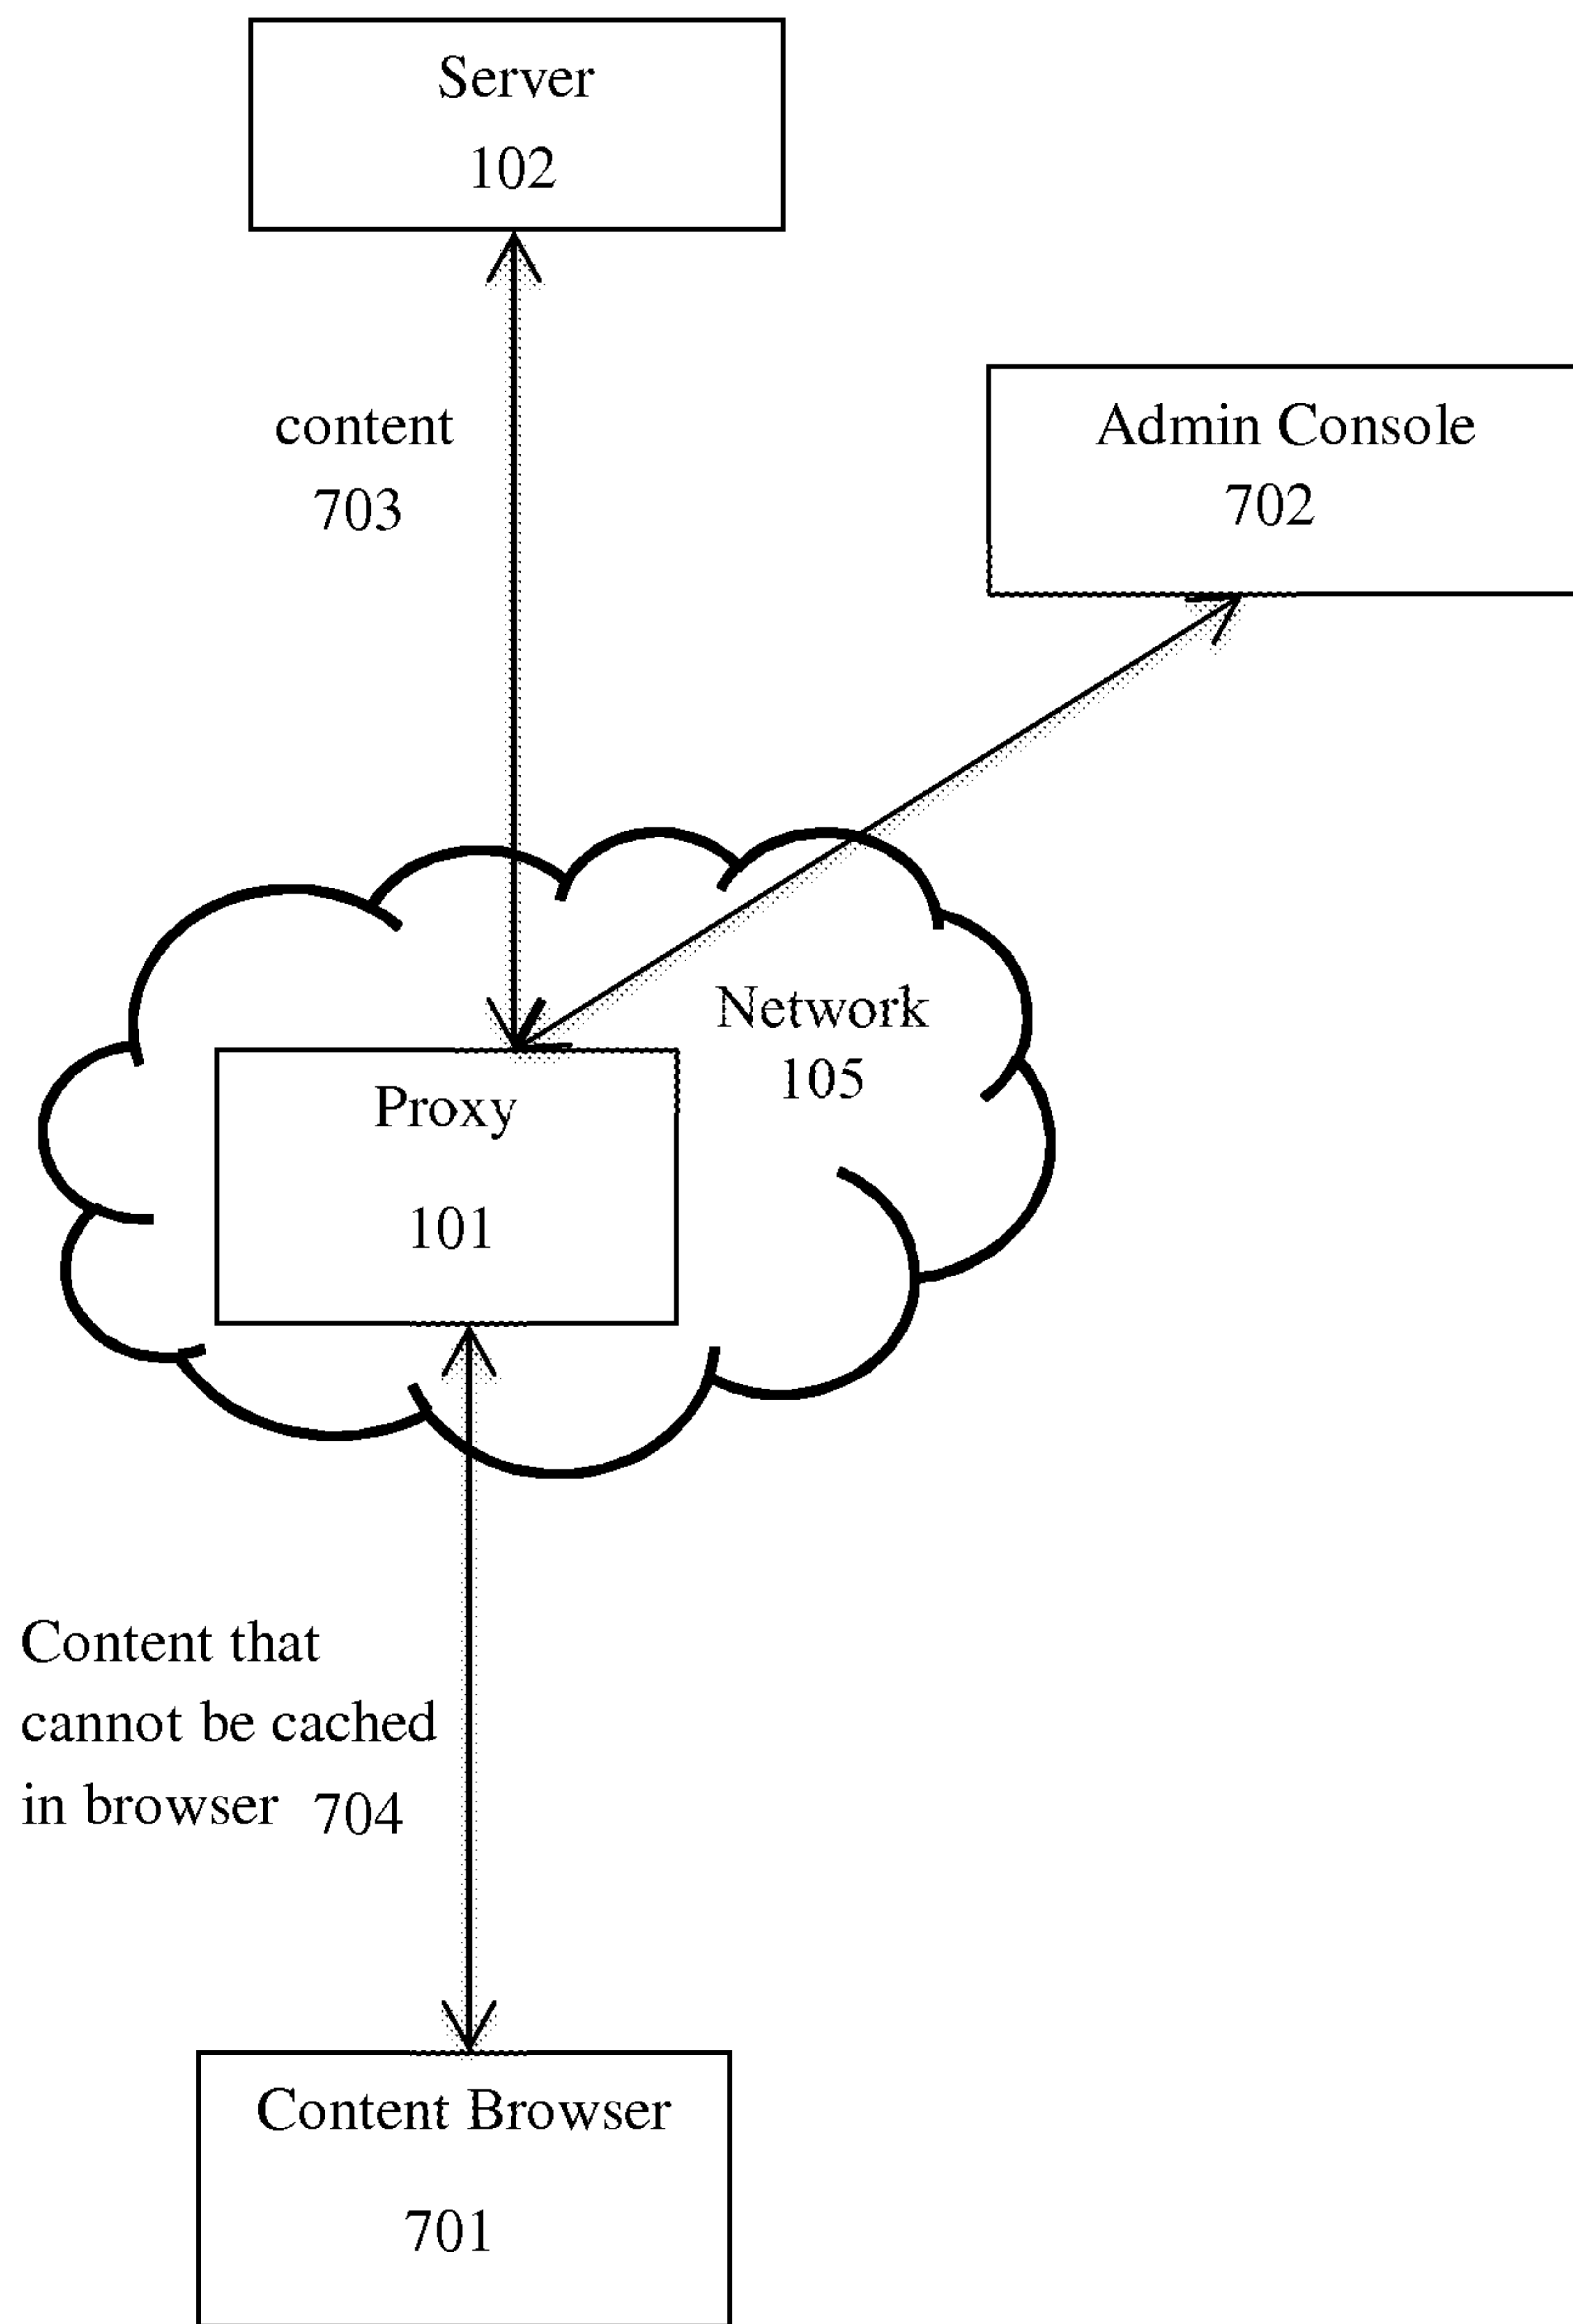 Server
102
content
703
Admin Console
702
Network
105
Proxy
101
Content that
cannot be cached
in browser 704
Content Browser
701